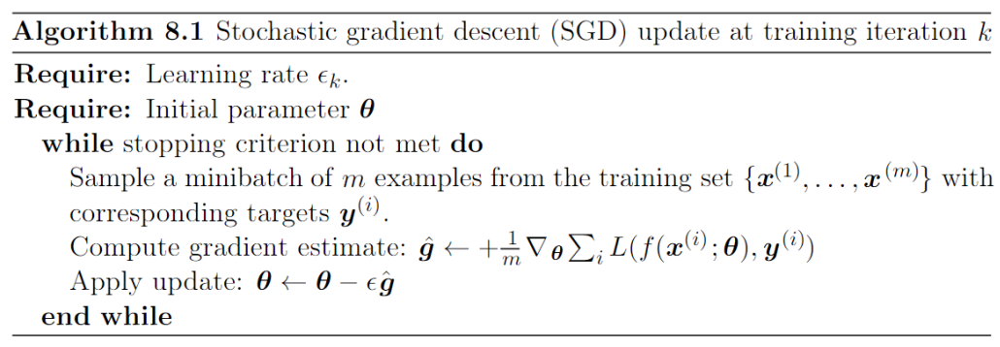 Algorithm 8.1 Stochastic gradient descent (SGD) update at training iteration k
Require: Learning rate ϵₖ.
Require: Initial parameter θ
while stopping criterion not met do
Sample a minibatch of m examples from the training set {x⁽¹⁾, . . . , x⁽ᵐ⁾} with
corresponding targets y⁽ⁱ⁾.
Compute gradient estimate: ĝ ← +1/m ∇_θ ∑ᵢ L(f(x⁽ⁱ⁾; θ), y⁽ⁱ⁾)
Apply update: θ ← θ − ϵĝ
end while